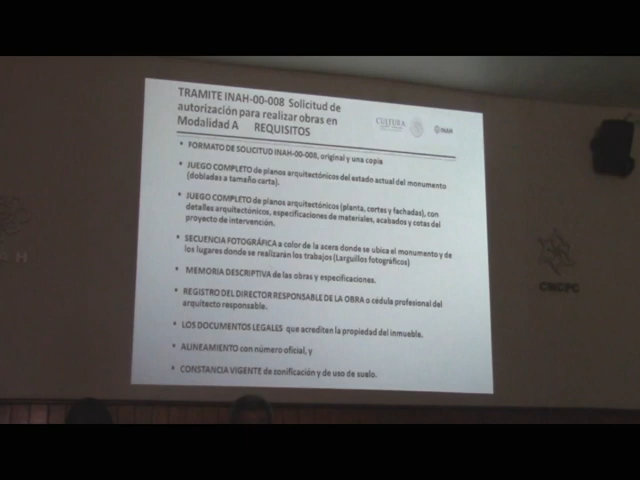 TRAMITE INAH-00-008 Solicitud de
autorización para realizar obras en
Modalidad A REQUISITOS
CULTURA
INAH
• FORMATO DE SOLICITUD INAH-00-008, original y una copia
• JUEGO COMPLETO de planos arquitectónicos del estado actual del monumento
(dobladas a tamaño carta).
• JUEGO COMPLETO de planos arquitectónicos (planta, cortes y fachadas), con
detalles arquitectónicos, especificaciones de materiales, acabados y cotas del
proyecto de intervención.
• SECUENCIA FOTOGRÁFICA a color de la acera donde se ubica el monumento y de
los lugares donde se realizarán los trabajos (Larguillos fotográficos)
• MEMORIA DESCRIPTIVA de las obras y especificaciones.
• REGISTRO DEL DIRECTOR RESPONSABLE DE LA OBRA o cédula profesional del
arquitecto responsable.
• LOS DOCUMENTOS LEGALES que acrediten la propiedad del inmueble.
• ALINEAMIENTO con número oficial, y
• CONSTANCIA VIGENTE de sonificación y de uso de suelo.
CNCPC